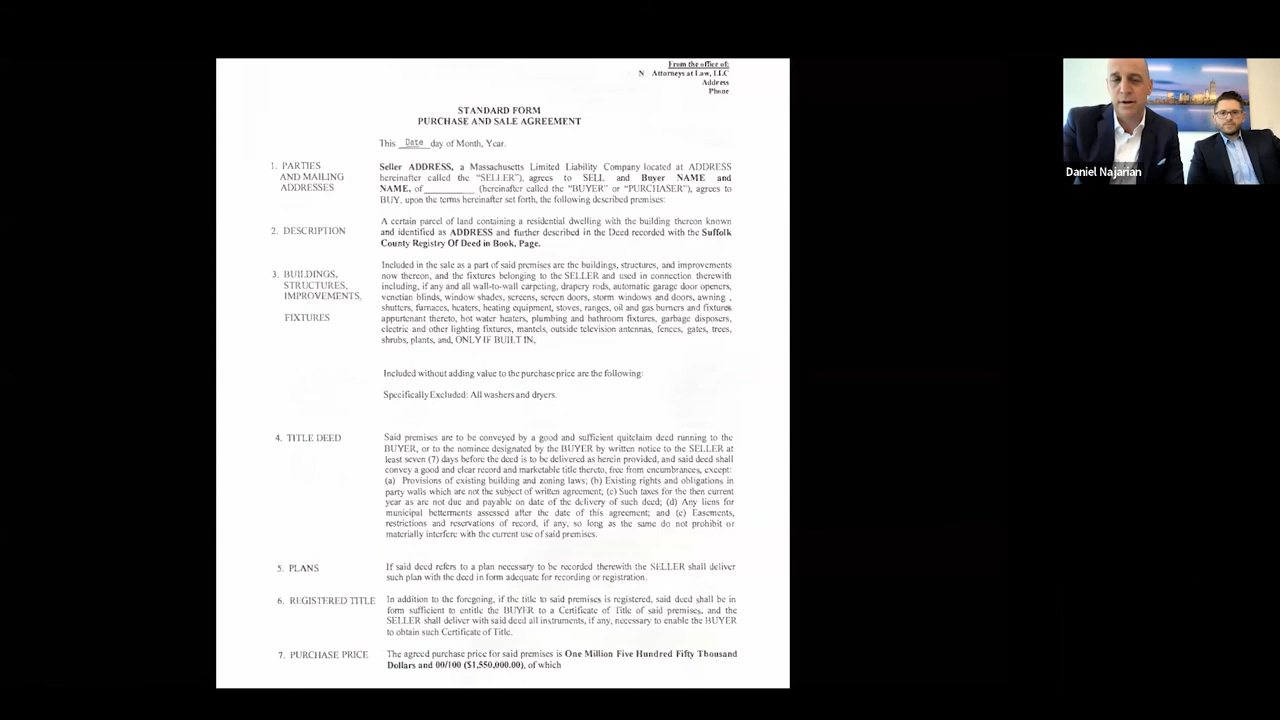 From the office of:
N Attorneys at Law, LLC
Address
Phone
STANDARD FORM
PURCHASE AND SALE AGREEMENT
This Date day of Month, Year.
1. PARTIES
AND MAILING
ADDRESSES
Seller ADDRESS, a Massachusetts Limited Liability Company located at ADDRESS
hereinafter called the “SELLER”), agrees to SELL and Buyer NAME and
NAME, of ________ (hereinafter called the “BUYER” or “PURCHASER”), agrees to
BUY, upon the terms hereinafter set forth, the following described premises:
2. DESCRIPTION
A certain parcel of land containing a residential dwelling with the building thereon known
and identified as ADDRESS and further described in the Deed recorded with the Suffolk
County Registry Of Deed in Book, Page.
3. BUILDINGS,
STRUCTURES,
IMPROVEMENTS,
FIXTURES
Included in the sale as a part of said premises are the buildings, structures, and improvements
now thereon, and the fixtures belonging to the SELLER and used in connection therewith
including, if any and all wall-to-wall carpeting, drapery rods, automatic garage door openers,
venetian blinds, window shades, screens, screen doors, storm windows and doors, awning ,
shutters, furnaces, heaters, heating equipment, stoves, ranges, oil and gas burners and fixtures
appurtenant thereto, hot water heaters, plumbing and bathroom fixtures, garbage disposers,
electric and other lighting fixtures, mantels, outside television antennas, fences, gates, trees,
shrubs, plants, and, ONLY IF BUILT IN,
Included without adding value to the purchase price are the following:
Specifically Excluded: All washers and dryers.
4. TITLE DEED
Said premises are to be conveyed by a good and sufficient quitclaim deed running to the
BUYER, or to the nominee designated by the BUYER by written notice to the SELLER at
least seven (7) days before the deed is to be delivered as herein provided, and said deed shall
convey a good and clear record and marketable title thereto, free from encumbrances, except:
(a) Provisions of existing building and zoning laws; (b) Existing rights and obligations in
party walls which are not the subject of written agreement; (c) Such taxes for the then current
year as are not due and payable on date of the delivery of such deed; (d) Any liens for
municipal betterments assessed after the date of this agreement; and (e) Easements,
restrictions and reservations of record, if any, so long as the same do not prohibit or
materially interfere with the current use of said premises.
5. PLANS
If said deed refers to a plan necessary to be recorded therewith the SELLER shall deliver
such plan with the deed in form adequate for recording or registration.
6. REGISTERED TITLE
In addition to the foregoing, if the title to said premises is registered, said deed shall be in
form sufficient to entitle the BUYER to a Certificate of Title of said premises, and the
SELLER shall deliver with said deed all instruments, if any, necessary to enable the BUYER
to obtain such Certificate of Title.
7. PURCHASE PRICE
The agreed purchase price for said premises is One Million Five Hundred Fifty Thousand
Dollars and 00/100 ($1,550,000.00), of which
Daniel Najarian